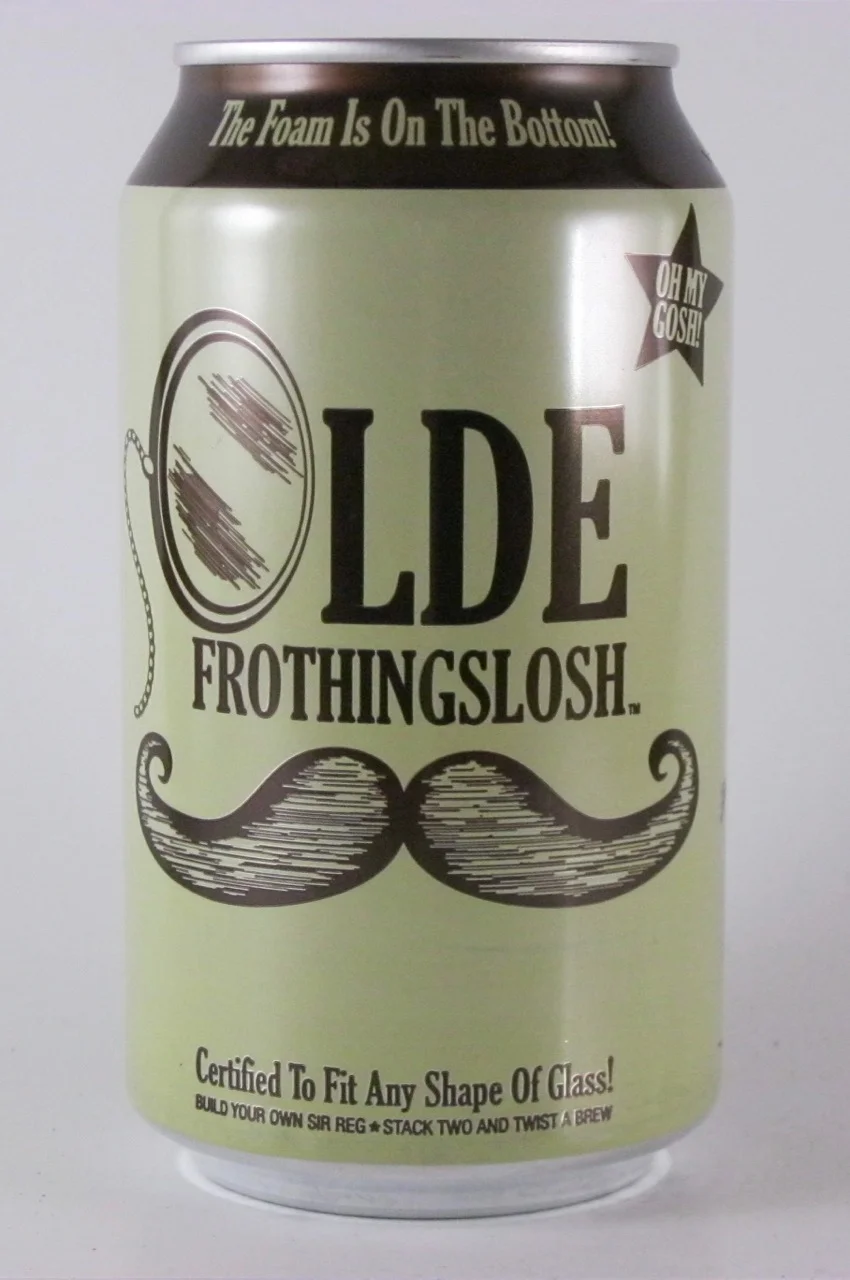 The Foam Is On The Bottom!
OH MY
GOSH!
OLDE
FROTHINGSLOSH™
Certified To Fit Any Shape Of Glass!
BUILD YOUR OWN SIR REG★STACK TWO AND TWIST A BREW